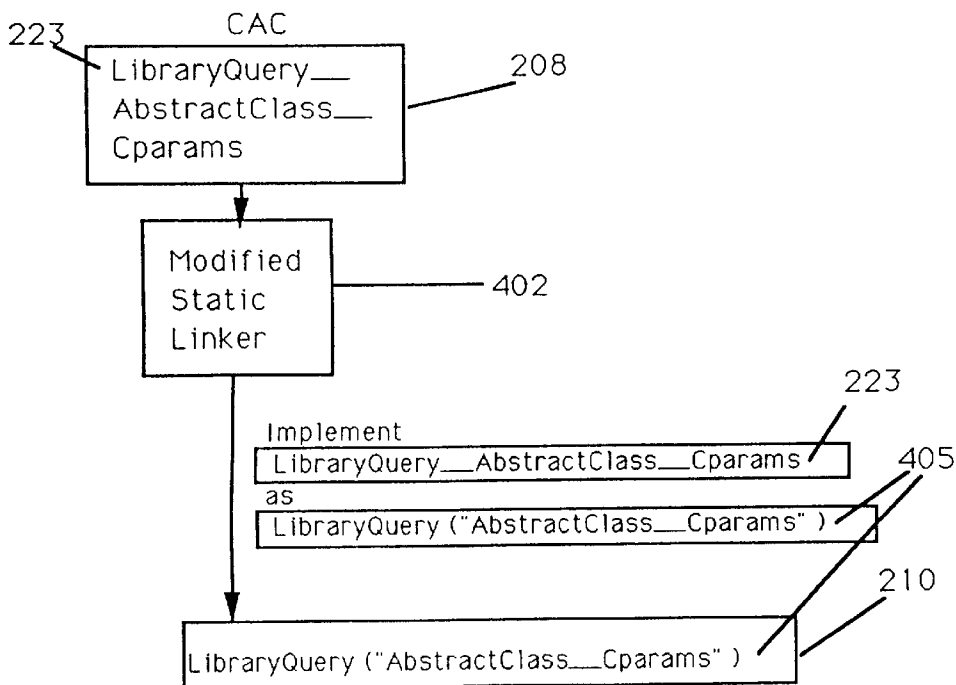 CAC
223
LibraryQuery__
AbstractClass__
Cparams
208
Modified
Static
Linker
402
223
Implement
LibraryQuery__AbstractClass__Cparams
405
as
LibraryQuery ("AbstractClass__Cparams" )
210
LibraryQuery ("AbstractClass__Cparams" )